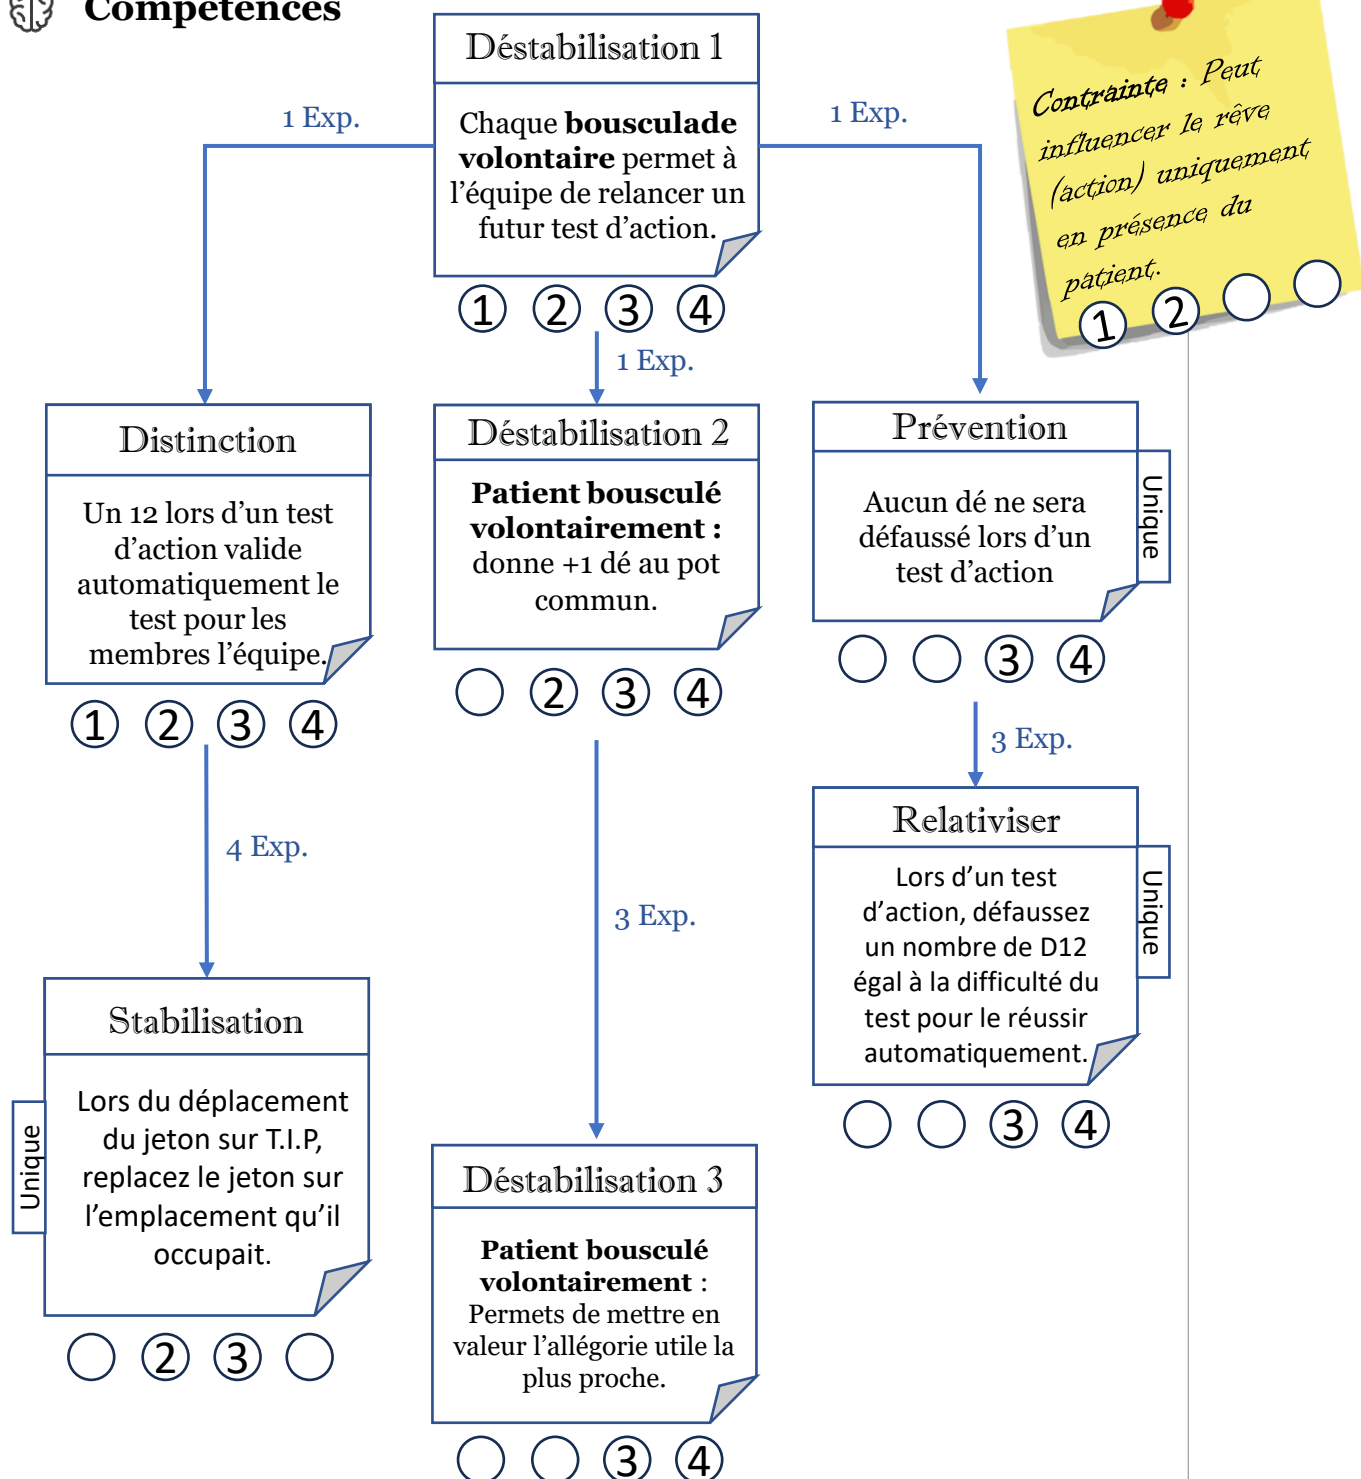 Compétences
Déstabilisation 1
Chaque bousculade
volontaire permet à
l’équipe de relancer un
futur test d’action.
1 2 3 4
1 Exp.
1 Exp.
1 Exp.
Contrainte : Peut
influencer le rêve
(action) uniquement
en présence du
patient.
1 2
Distinction
Un 12 lors d’un test
d’action valide
automatiquement le
test pour les
membres l’équipe.
1 2 3 4
Déstabilisation 2
Patient bousculé
volontairement :
donne +1 dé au pot
commun.
2 3 4
Prévention
Unique
Aucun dé ne sera
défaussé lors d’un
test d’action
3 4
4 Exp.
3 Exp.
3 Exp.
Relativiser
Unique
Lors d’un test
d’action, défaussez
un nombre de D12
égal à la difficulté du
test pour le réussir
automatiquement.
3 4
Stabilisation
Unique
Lors du déplacement
du jeton sur T.I.P,
replacez le jeton sur
l’emplacement qu’il
occupait.
2 3
Déstabilisation 3
Patient bousculé
volontairement :
Permets de mettre en
valeur l’allégorie utile la
plus proche.
3 4